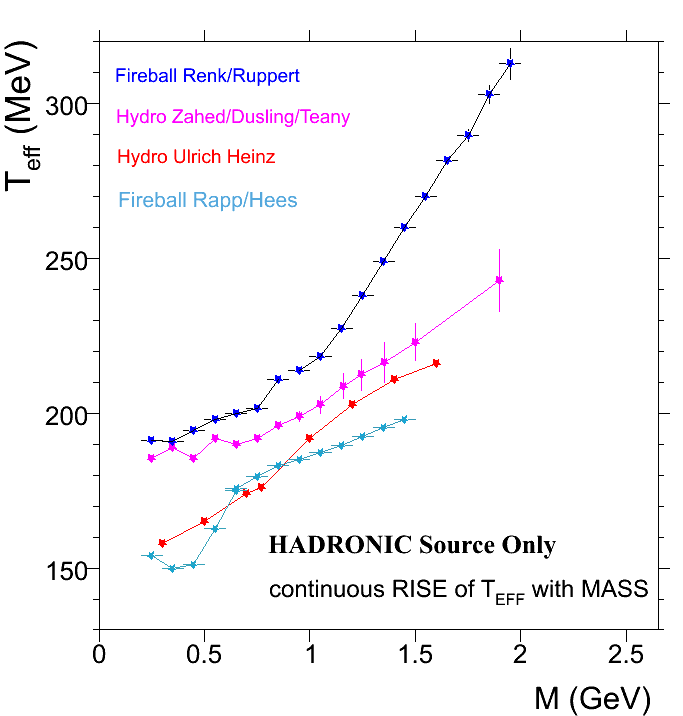 T_eff (MeV)
Fireball Renk/Ruppert
Hydro Zahed/Dusling/Teany
Hydro Ulrich Heinz
Fireball Rapp/Hees
300
250
200
150
HADRONIC Source Only
continuous RISE of T_EFF with MASS
0 0.5 1 1.5 2 2.5
M (GeV)